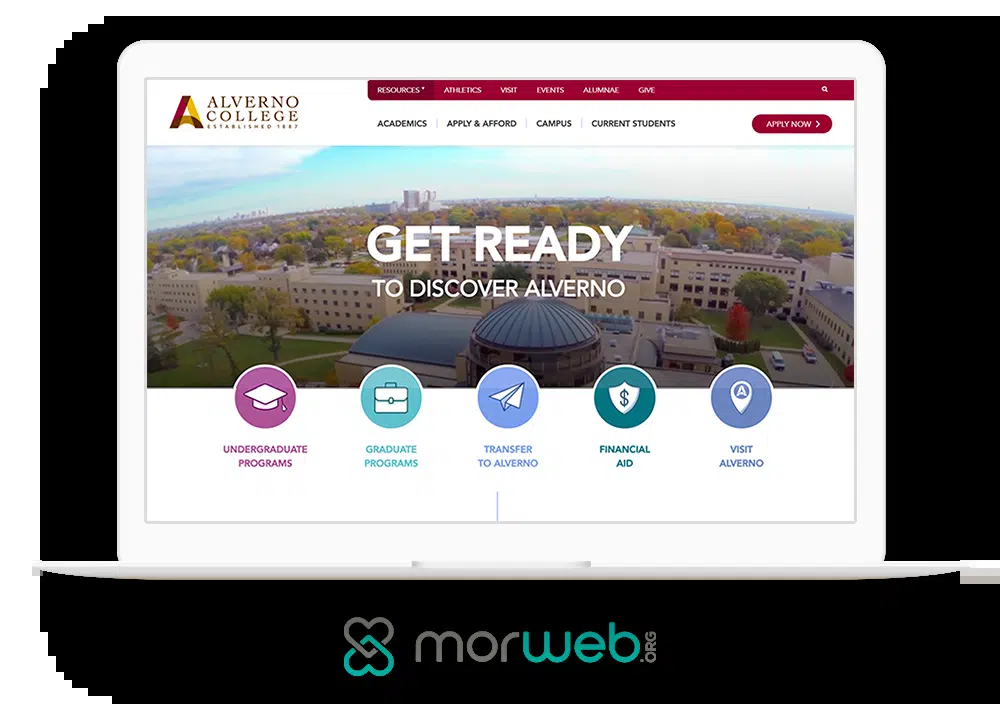 RESOURCES ATHLETICS VISIT EVENTS ALUMNAE GIVE
ALVERNO
COLLEGE
ESTABLISHED 1887
ACADEMICS APPLY & AFFORD CAMPUS CURRENT STUDENTS APPLY NOW
GET READY
TO DISCOVER ALVERNO
A
$
UNDERGRADUATE
PROGRAMS
GRADUATE
PROGRAMS
TRANSFER
TO ALVERNO
FINANCIAL
AID
VISIT
ALVERNO
morweb.ORG